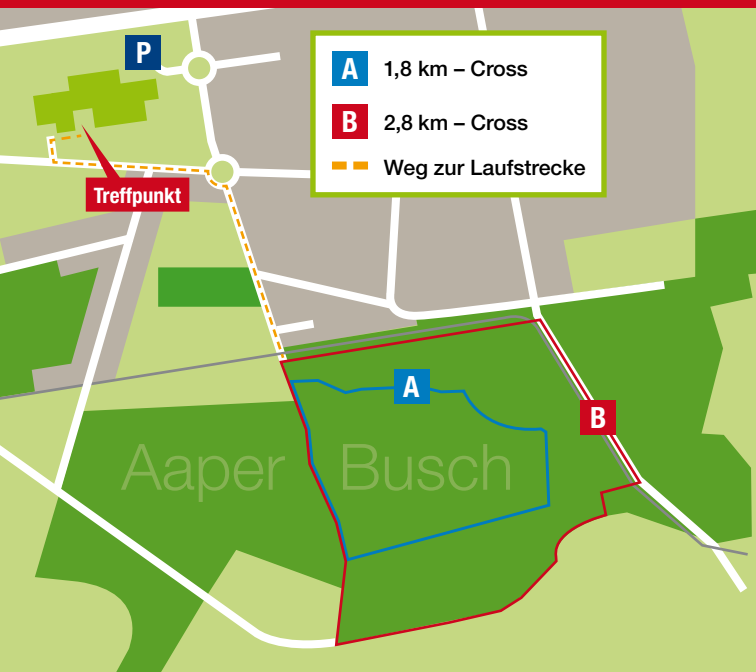 P
A 1,8 km – Cross
B 2,8 km – Cross
Weg zur Laufstrecke
Treffpunkt
A
B
Aaper Busch